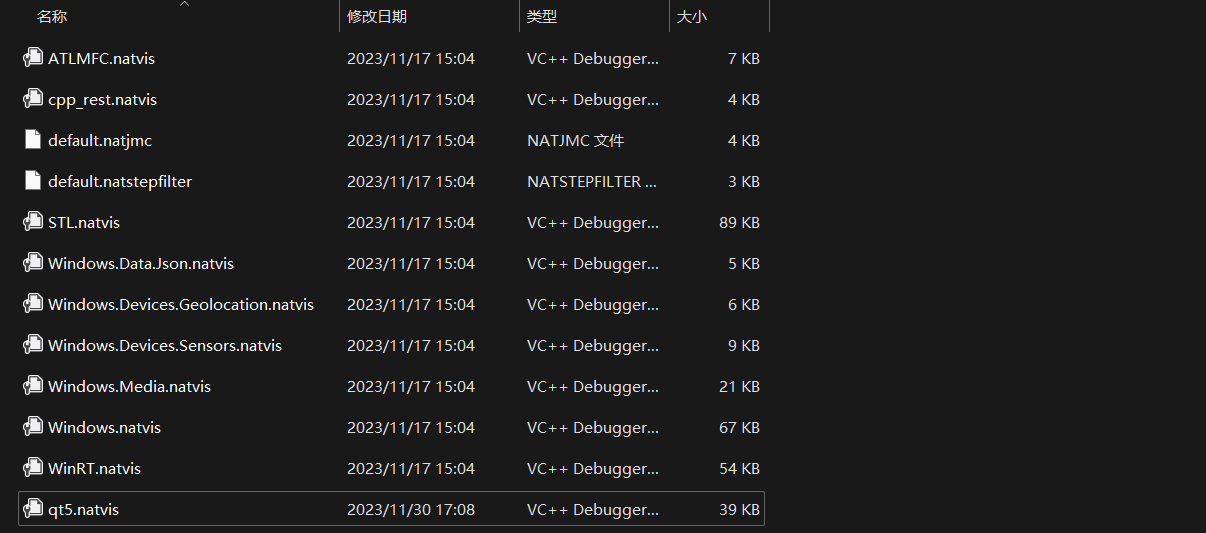 名称 修改日期 类型 大小
ATLMFC.natvis 2023/11/17 15:04 VC++ Debugger... 7 KB
cpp_rest.natvis 2023/11/17 15:04 VC++ Debugger... 4 KB
default.natjmc 2023/11/17 15:04 NATJMC 文件 4 KB
default.natstepfilter 2023/11/17 15:04 NATSTEPFILTER ... 3 KB
STL.natvis 2023/11/17 15:04 VC++ Debugger... 89 KB
Windows.Data.Json.natvis 2023/11/17 15:04 VC++ Debugger... 5 KB
Windows.Devices.Geolocation.natvis 2023/11/17 15:04 VC++ Debugger... 6 KB
Windows.Devices.Sensors.natvis 2023/11/17 15:04 VC++ Debugger... 9 KB
Windows.Media.natvis 2023/11/17 15:04 VC++ Debugger... 21 KB
Windows.natvis 2023/11/17 15:04 VC++ Debugger... 67 KB
WinRT.natvis 2023/11/17 15:04 VC++ Debugger... 54 KB
qt5.natvis 2023/11/30 17:08 VC++ Debugger... 39 KB